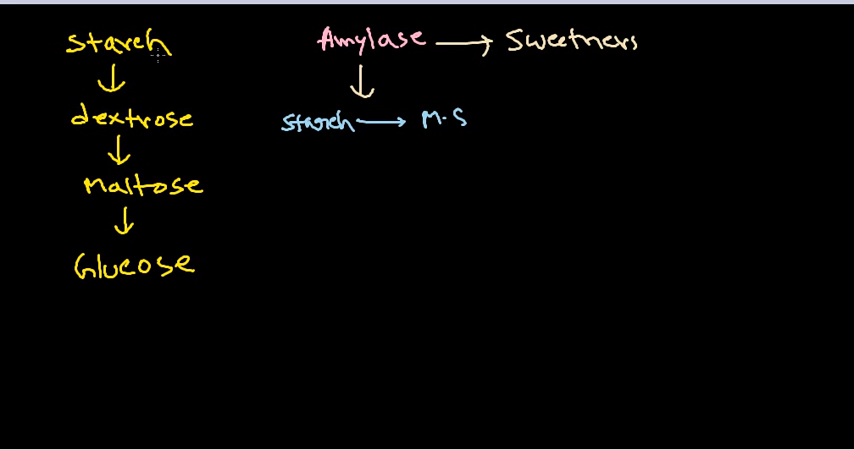 Starch
↓
dextrose
↓
Maltose
↓
Glucose
Amylase → Sweetners
↓
Starch → M.S